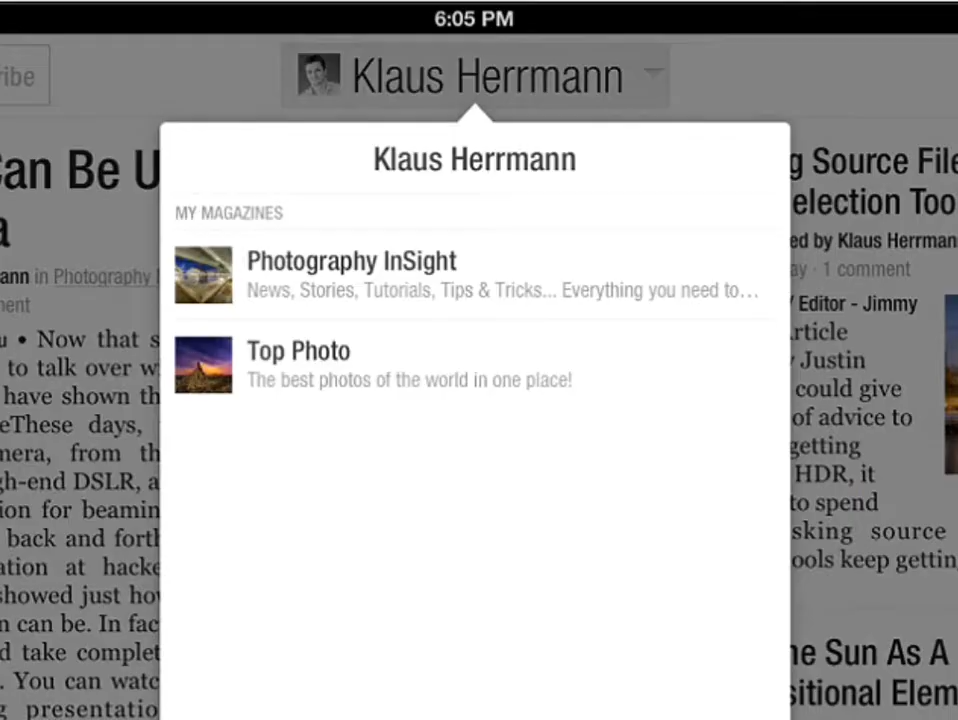 6:05 PM
ribe
Klaus Herrmann
Klaus Herrmann
MY MAGAZINES
Photography InSight
News, Stories, Tutorials, Tips & Tricks... Everything you need to…
Top Photo
The best photos of the world in one place!
Can Be U
a
mann in Photography
ment
u • Now that s
to talk over wi
have shown th
eThese days,
mera, from th
gh-end DSLR, a
ion for beamin
back and forth
ation at hacke
showed just how
n can be. In fac
d take complet
. You can watc
g presentatio
g Source File
election Too
ed by Klaus Herrman
ay · 1 comment
/ Editor - Jimmy
rticle
Justin
could give
of advice to
getting
HDR, it
to spend
sking source
ools keep getting
he Sun As A
sitional Elem